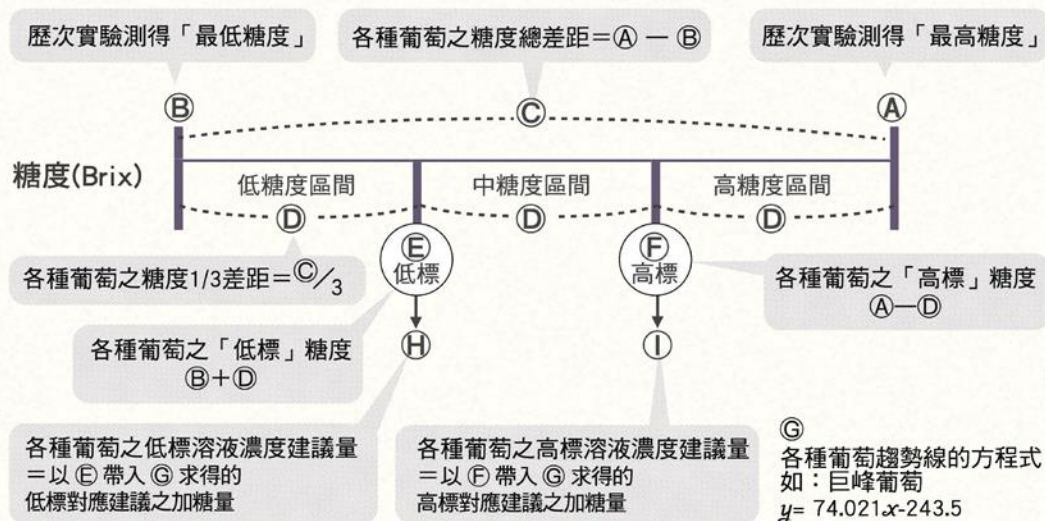 歷次實驗測得「最低糖度」
各種葡萄之糖度總差距=Ⓐ — Ⓑ
歷次實驗測得「最高糖度」
Ⓑ
Ⓒ
Ⓐ
糖度(Brix)
低糖度區間
中糖度區間
高糖度區間
Ⓓ
Ⓓ
Ⓓ
Ⓔ
低標
Ⓕ
高標
各種葡萄之糖度1/3差距=Ⓒ/3
各種葡萄之「高標」糖度
Ⓐ—Ⓓ
各種葡萄之「低標」糖度
Ⓑ+Ⓓ
Ⓗ
Ⓘ
各種葡萄之低標溶液濃度建議量
=以 Ⓔ 帶入 Ⓖ 求得的
低標對應建議之加糖量
各種葡萄之高標溶液濃度建議量
=以 Ⓕ 帶入 Ⓖ 求得的
高標對應建議之加糖量
Ⓖ
各種葡萄趨勢線的方程式
如：巨峰葡萄
y= 74.021x-243.5